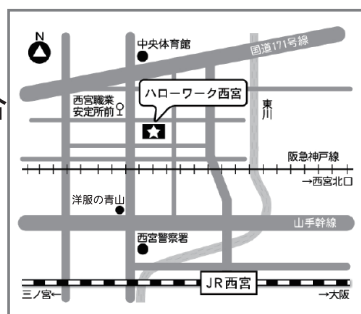 N
中央体育館
国道171号線
ハローワーク西宮
西宮職業
安定所前
東川
阪急神戸線
→西宮北口
洋服の青山
山手幹線
西宮警察署
JR西宮
三ノ宮←
→大阪